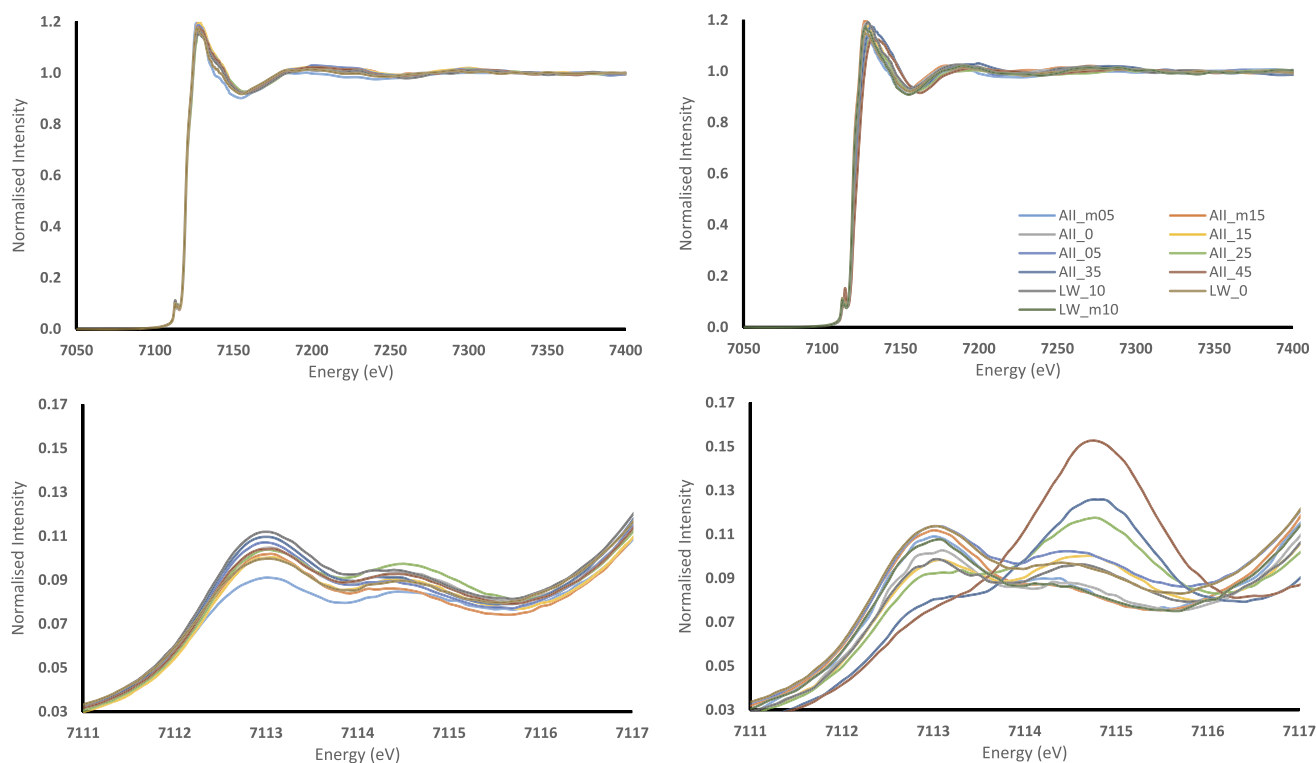 1.2
1.0
0.8
0.6
0.4
0.2
0.0
Normalised Intensity
7050 7100 7150 7200 7250 7300 7350 7400
Energy (eV)
1.2
1.0
0.8
0.6
0.4
0.2
0.0
Normalised Intensity
AII_m05 AII_m15
AII_0 AII_15
AII_05 AII_25
AII_35 AII_45
LW_10 LW_0
LW_m10
7050 7100 7150 7200 7250 7300 7350 7400
Energy (eV)
0.17
0.15
0.13
0.11
0.09
0.07
0.05
0.03
Normalised Intensity
7111 7112 7113 7114 7115 7116 7117
Energy (eV)
0.17
0.15
0.13
0.11
0.09
0.07
0.05
0.03
Normalised Intensity
7111 7112 7113 7114 7115 7116 7117
Energy (eV)